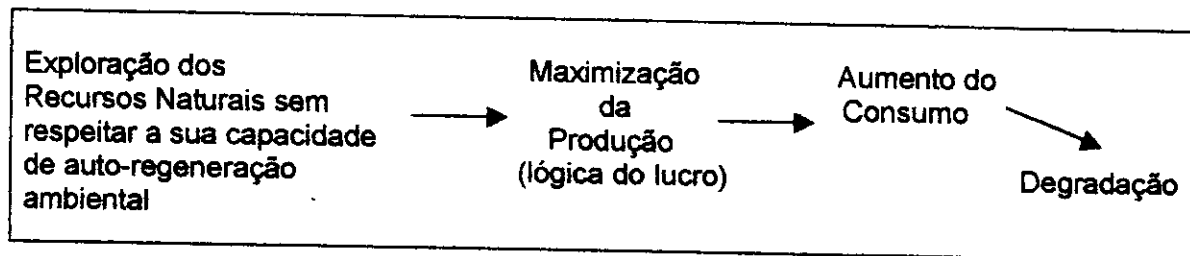 Exploração dos
Recursos Naturais sem
respeitar a sua capacidade
de auto-regeneração
ambiental
Maximização
da
Produção
(lógica do lucro)
Aumento do
Consumo
Degradação